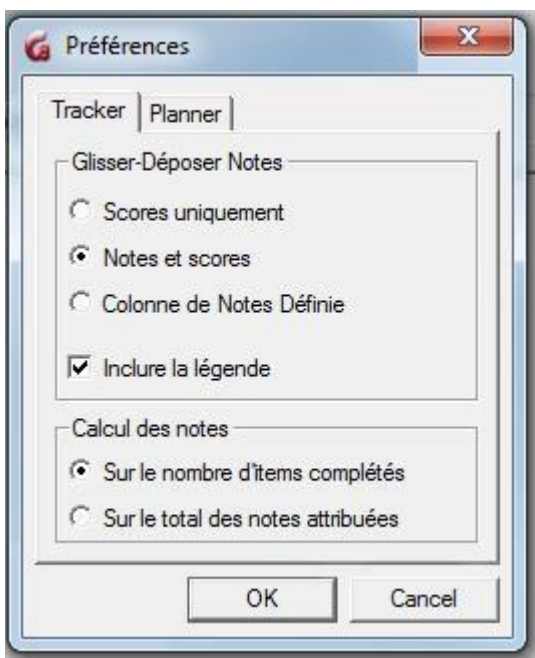 Préférences
Tracker Planner
Glisser-Déposer Notes
Scores uniquement
Notes et scores
Colonne de Notes Définie
Inclure la légende
Calcul des notes
Sur le nombre d'items complétés
Sur le total des notes attribuées
OK Cancel